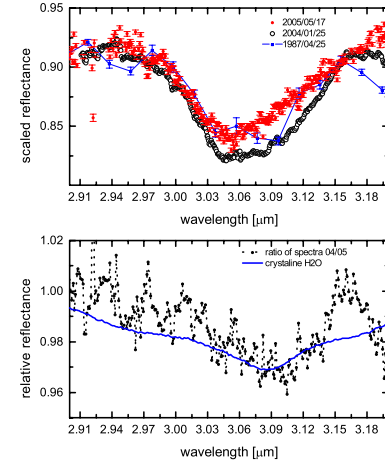 0.95
2005/05/17
2004/01/25
1987/04/25
0.90
0.85
scaled reflectance
2.91 2.94 2.97 3.00 3.03 3.06 3.09 3.12 3.15 3.18
wavelength [µm]
1.02
ratio of spectra 04/05
crystaline H2O
1.00
0.98
0.96
relative reflectance
2.91 2.94 2.97 3.00 3.03 3.06 3.09 3.12 3.15 3.18
wavelength [µm]